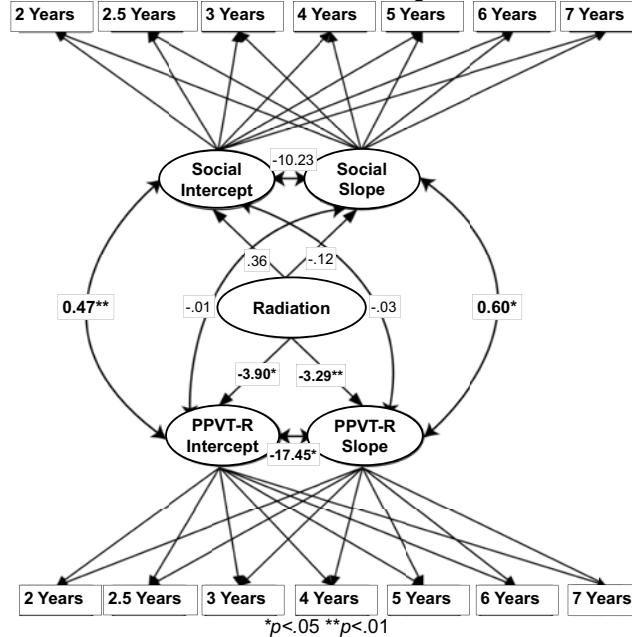 2 Years 2.5 Years 3 Years 4 Years 5 Years 6 Years 7 Years
-10.23
Social
Intercept
Social
Slope
.36
-.12
0.47**
-.01
Radiation
-.03
0.60*
-3.90*
-3.29**
PPVT-R
Intercept
PPVT-R
Slope
-17.45*
2 Years 2.5 Years 3 Years 4 Years 5 Years 6 Years 7 Years
*p<.05 **p<.01